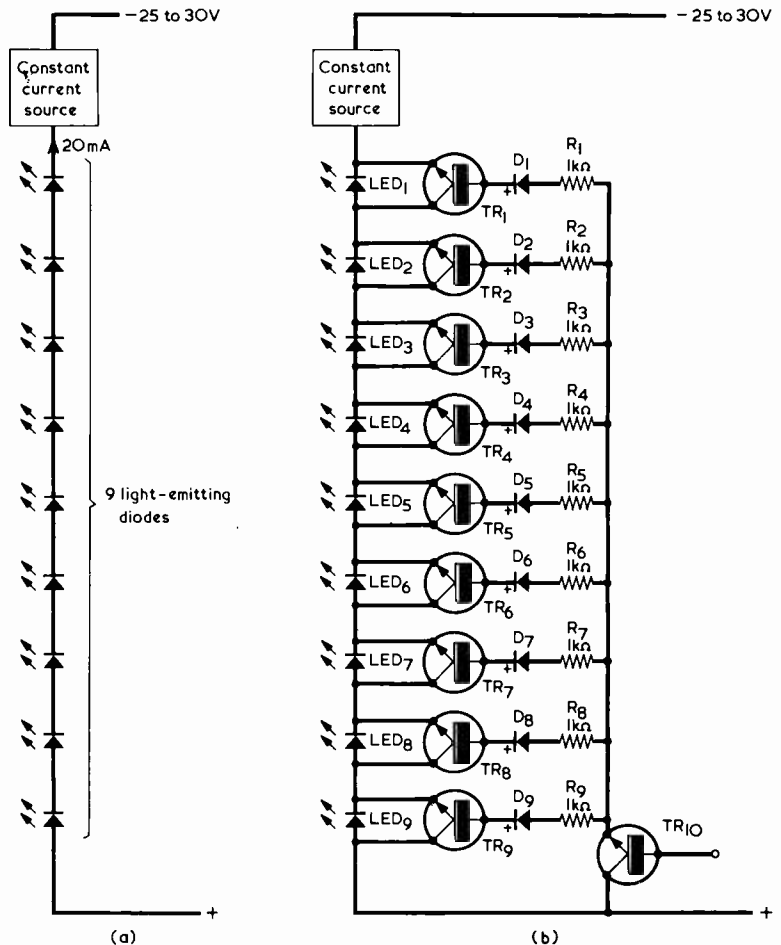 −25 to 30V
Constant
current
source
20mA
9 light-emitting
diodes
+
(a)
−25 to 30V
Constant
current
source
LED1
TR1
D1
+
R1
1kΩ
LED2
TR2
D2
+
R2
1kΩ
LED3
TR3
D3
+
R3
1kΩ
LED4
TR4
D4
+
R4
1kΩ
LED5
TR5
D5
+
R5
1kΩ
LED6
TR6
D6
+
R6
1kΩ
LED7
TR7
D7
+
R7
1kΩ
LED8
TR8
D8
+
R8
1kΩ
LED9
TR9
D9
+
R9
1kΩ
TR10
+
(b)